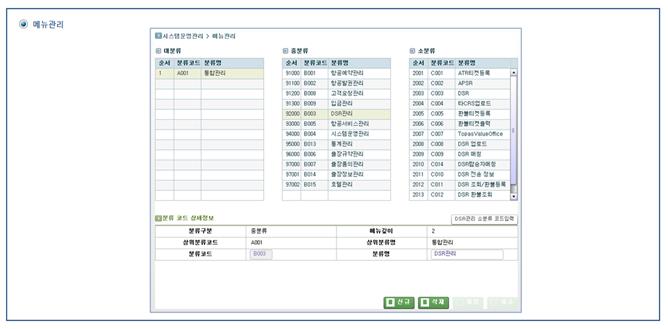 메뉴관리
시스템운영관리 > 메뉴관리
대분류
순서 분류코드 분류명
1 A001 통합관리
중분류
순서 분류코드 분류명
91000 B001 항공예약관리
91100 B002 항공발권관리
91200 B008 고객요청관리
91300 B009 입금관리
92000 B003 DSR관리
93000 B005 항공서비스관리
94000 B004 시스템운영관리
95000 B013 통계관리
96000 B006 출장규약관리
97000 B007 출장품의관리
97001 B014 출장정보관리
97002 B015 호텔관리
소분류
순서 분류코드 분류명
2001 C001 ATR티켓등록
2002 C002 APSR
2003 C003 DSR
2004 C004 타CRS업로드
2005 C005 환불티켓등록
2006 C006 환불티켓출력
2007 C007 TopasValueOffice
2008 C008 DSR 업로드
2009 C009 DSR 매칭
2010 C014 DSR탑승자매칭
2011 C010 DSR 전송 정보
2012 C011 DSR 조회/환불등록
2013 C012 DSR 환불조회
분류 코드 상세정보
DSR관리 소분류 코드입력
분류구분 중분류 메뉴깊이 2
상위분류코드 A001 상위분류명 통합관리
분류코드 B003 분류명 DSR관리
신규 삭제